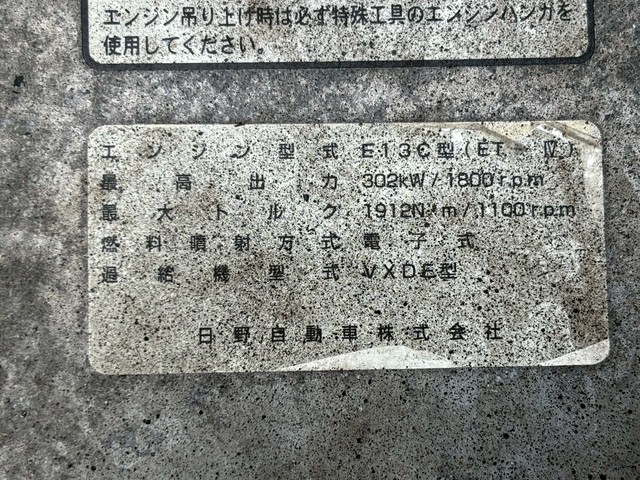 エンジン吊り上げ時は必ず特殊工具のエンジンハンガを
使用してください。
エンジン型式 E13C型(ET-Ⅳ)
最高出力 302kW/1800r.p.m
最大トルク 1912N・m/1100r.p.m
燃料噴射方式 電子式
過給機型式 VXDE型
日野自動車株式会社